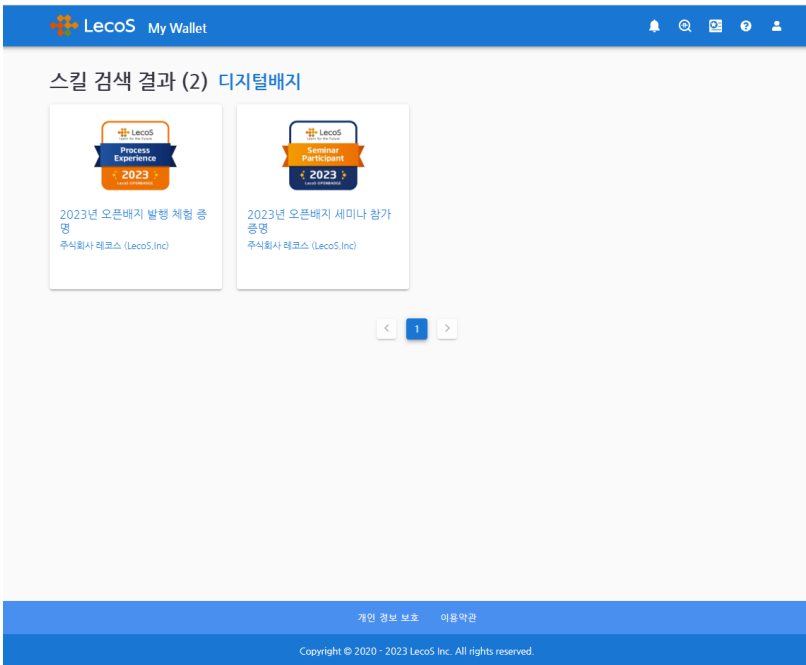 LecoS My Wallet
스킬 검색 결과 (2) 디지털배지
LecoS
Process
Experience
2023
LecoS OPENBADGE
2023년 오픈배지 발행 체험 증
명
주식회사 레코스 (LecoS,Inc)
LecoS
Seminar
Participant
2023
LecoS OPENBADGE
2023년 오픈배지 세미나 참가
증명
주식회사 레코스 (LecoS,Inc)
< 1 >
개인 정보 보호 이용약관
Copyright © 2020 - 2023 LecoS Inc. All rights reserved.